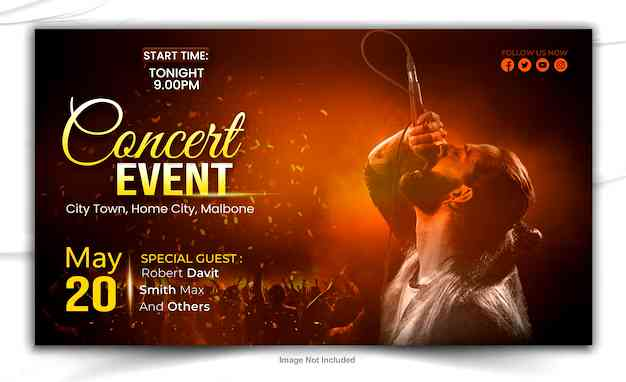 START TIME:
TONIGHT
9.00PM
FOLLOW US NOW
Concert
EVENT
City Town, Home City, Malbone
May
20
SPECIAL GUEST :
Robert Davit
Smith Max
And Others
Image Not Included